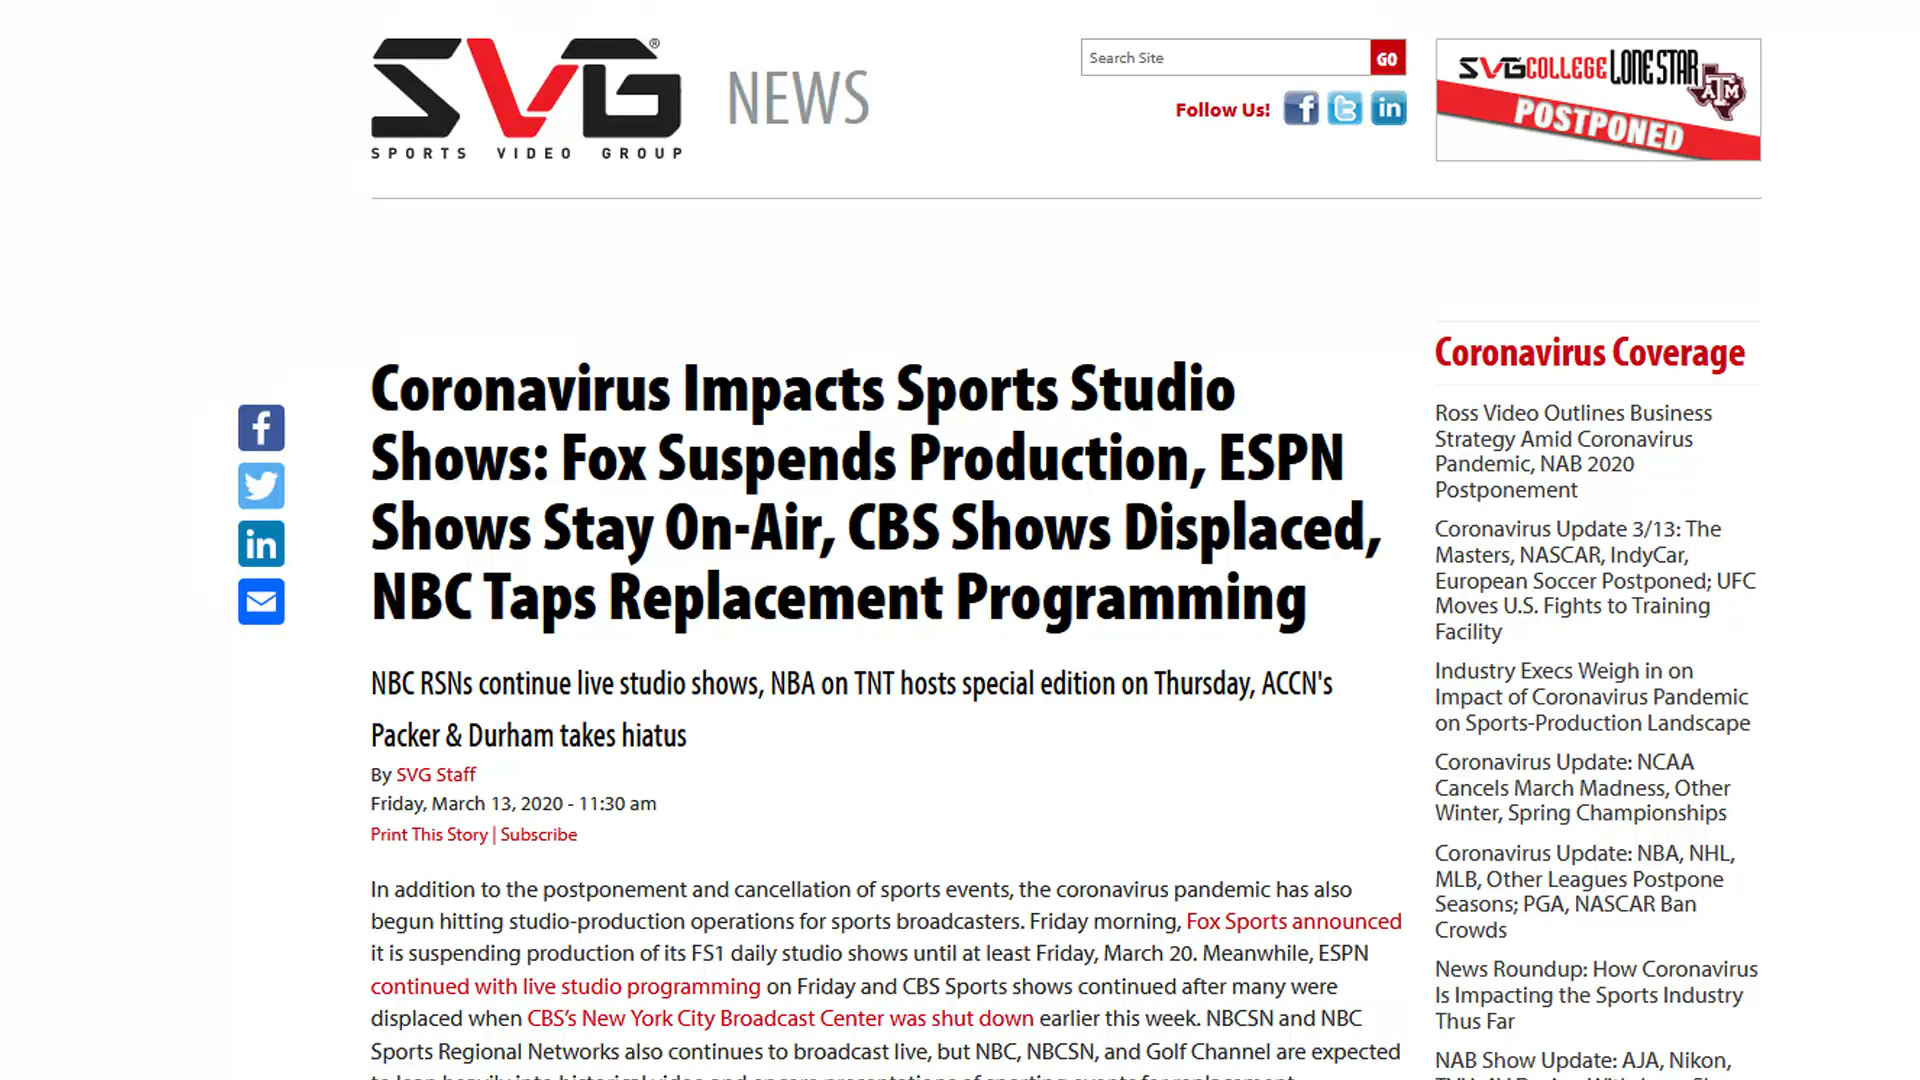 SVG®
SPORTS VIDEO GROUP
NEWS
Search Site
GO
Follow Us!
SVGCOLLEGE LONE STAR
ATM
POSTPONED
Coronavirus Impacts Sports Studio
Shows: Fox Suspends Production, ESPN
Shows Stay On-Air, CBS Shows Displaced,
NBC Taps Replacement Programming
NBC RSNs continue live studio shows, NBA on TNT hosts special edition on Thursday, ACCN's
Packer & Durham takes hiatus
By SVG Staff
Friday, March 13, 2020 - 11:30 am
Print This Story | Subscribe
In addition to the postponement and cancellation of sports events, the coronavirus pandemic has also
begun hitting studio-production operations for sports broadcasters. Friday morning, Fox Sports announced
it is suspending production of its FS1 daily studio shows until at least Friday, March 20. Meanwhile, ESPN
continued with live studio programming on Friday and CBS Sports shows continued after many were
displaced when CBS's New York City Broadcast Center was shut down earlier this week. NBCSN and NBC
Sports Regional Networks also continues to broadcast live, but NBC, NBCSN, and Golf Channel are expected
Coronavirus Coverage
Ross Video Outlines Business
Strategy Amid Coronavirus
Pandemic, NAB 2020
Postponement
Coronavirus Update 3/13: The
Masters, NASCAR, IndyCar,
European Soccer Postponed; UFC
Moves U.S. Fights to Training
Facility
Industry Execs Weigh in on
Impact of Coronavirus Pandemic
on Sports-Production Landscape
Coronavirus Update: NCAA
Cancels March Madness, Other
Winter, Spring Championships
Coronavirus Update: NBA, NHL,
MLB, Other Leagues Postpone
Seasons; PGA, NASCAR Ban
Crowds
News Roundup: How Coronavirus
Is Impacting the Sports Industry
Thus Far
NAB Show Update: AJA, Nikon,